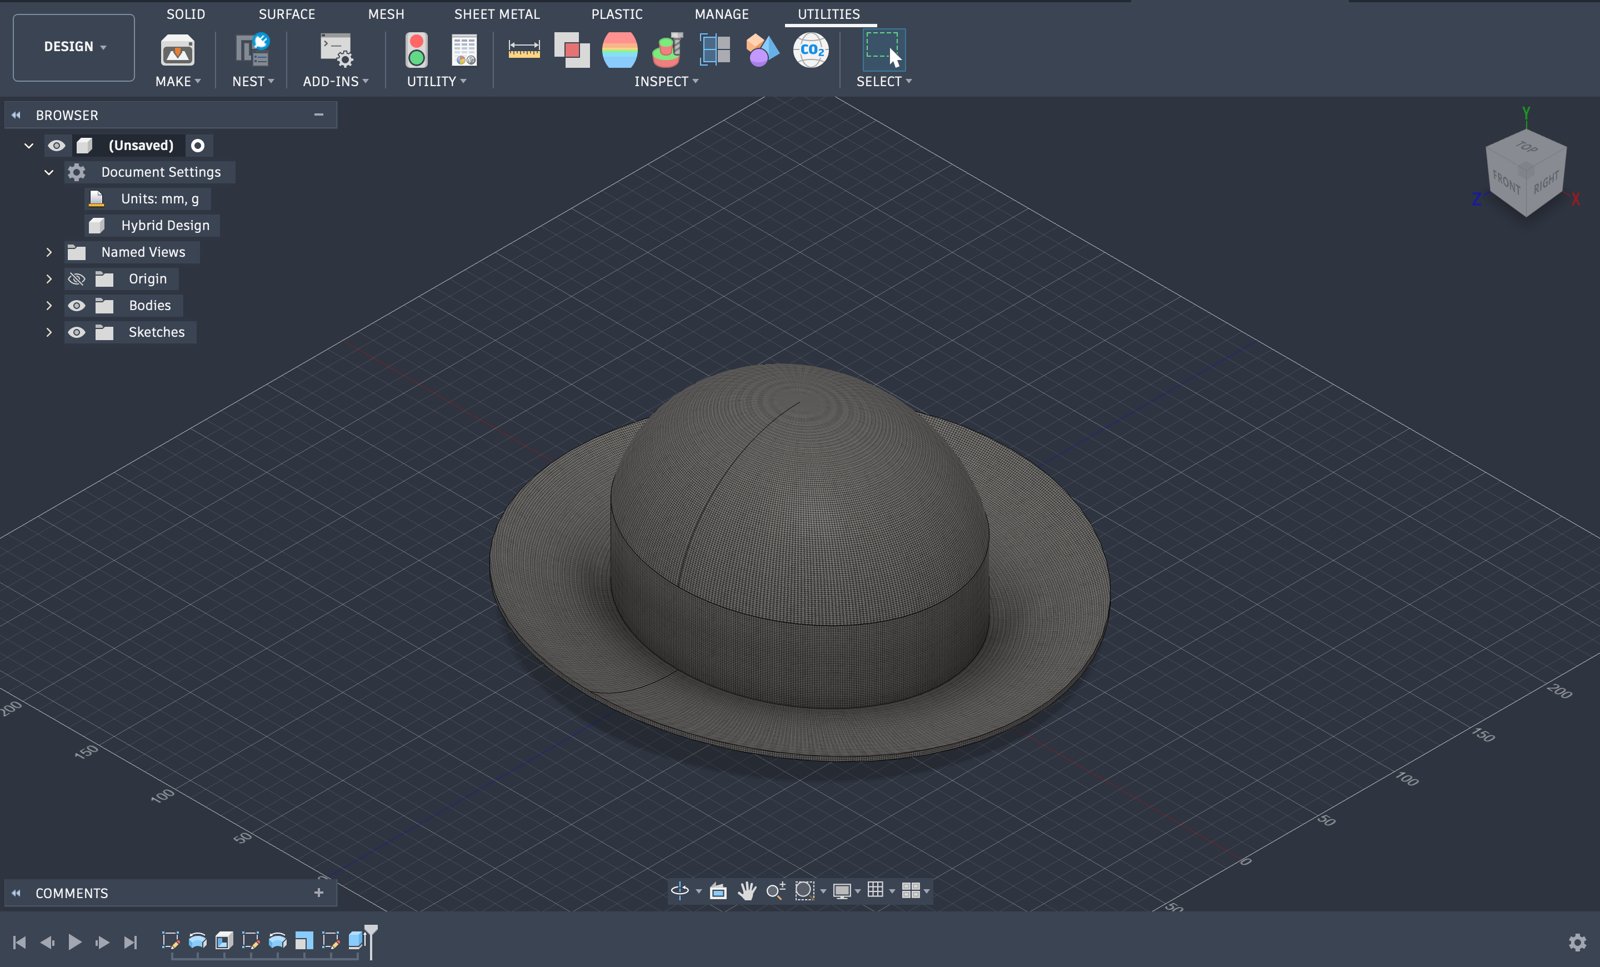 SOLID SURFACE MESH SHEET METAL PLASTIC MANAGE UTILITIES
DESIGN
CO₂
MAKE NEST ADD-INS UTILITY INSPECT SELECT
BROWSER
(Unsaved)
Document Settings
Units: mm, g
Hybrid Design
Named Views
Origin
Bodies
Sketches
Y
TOP
FRONT RIGHT
Z X
200 150 100 50
200 150 100 50 0 50
COMMENTS